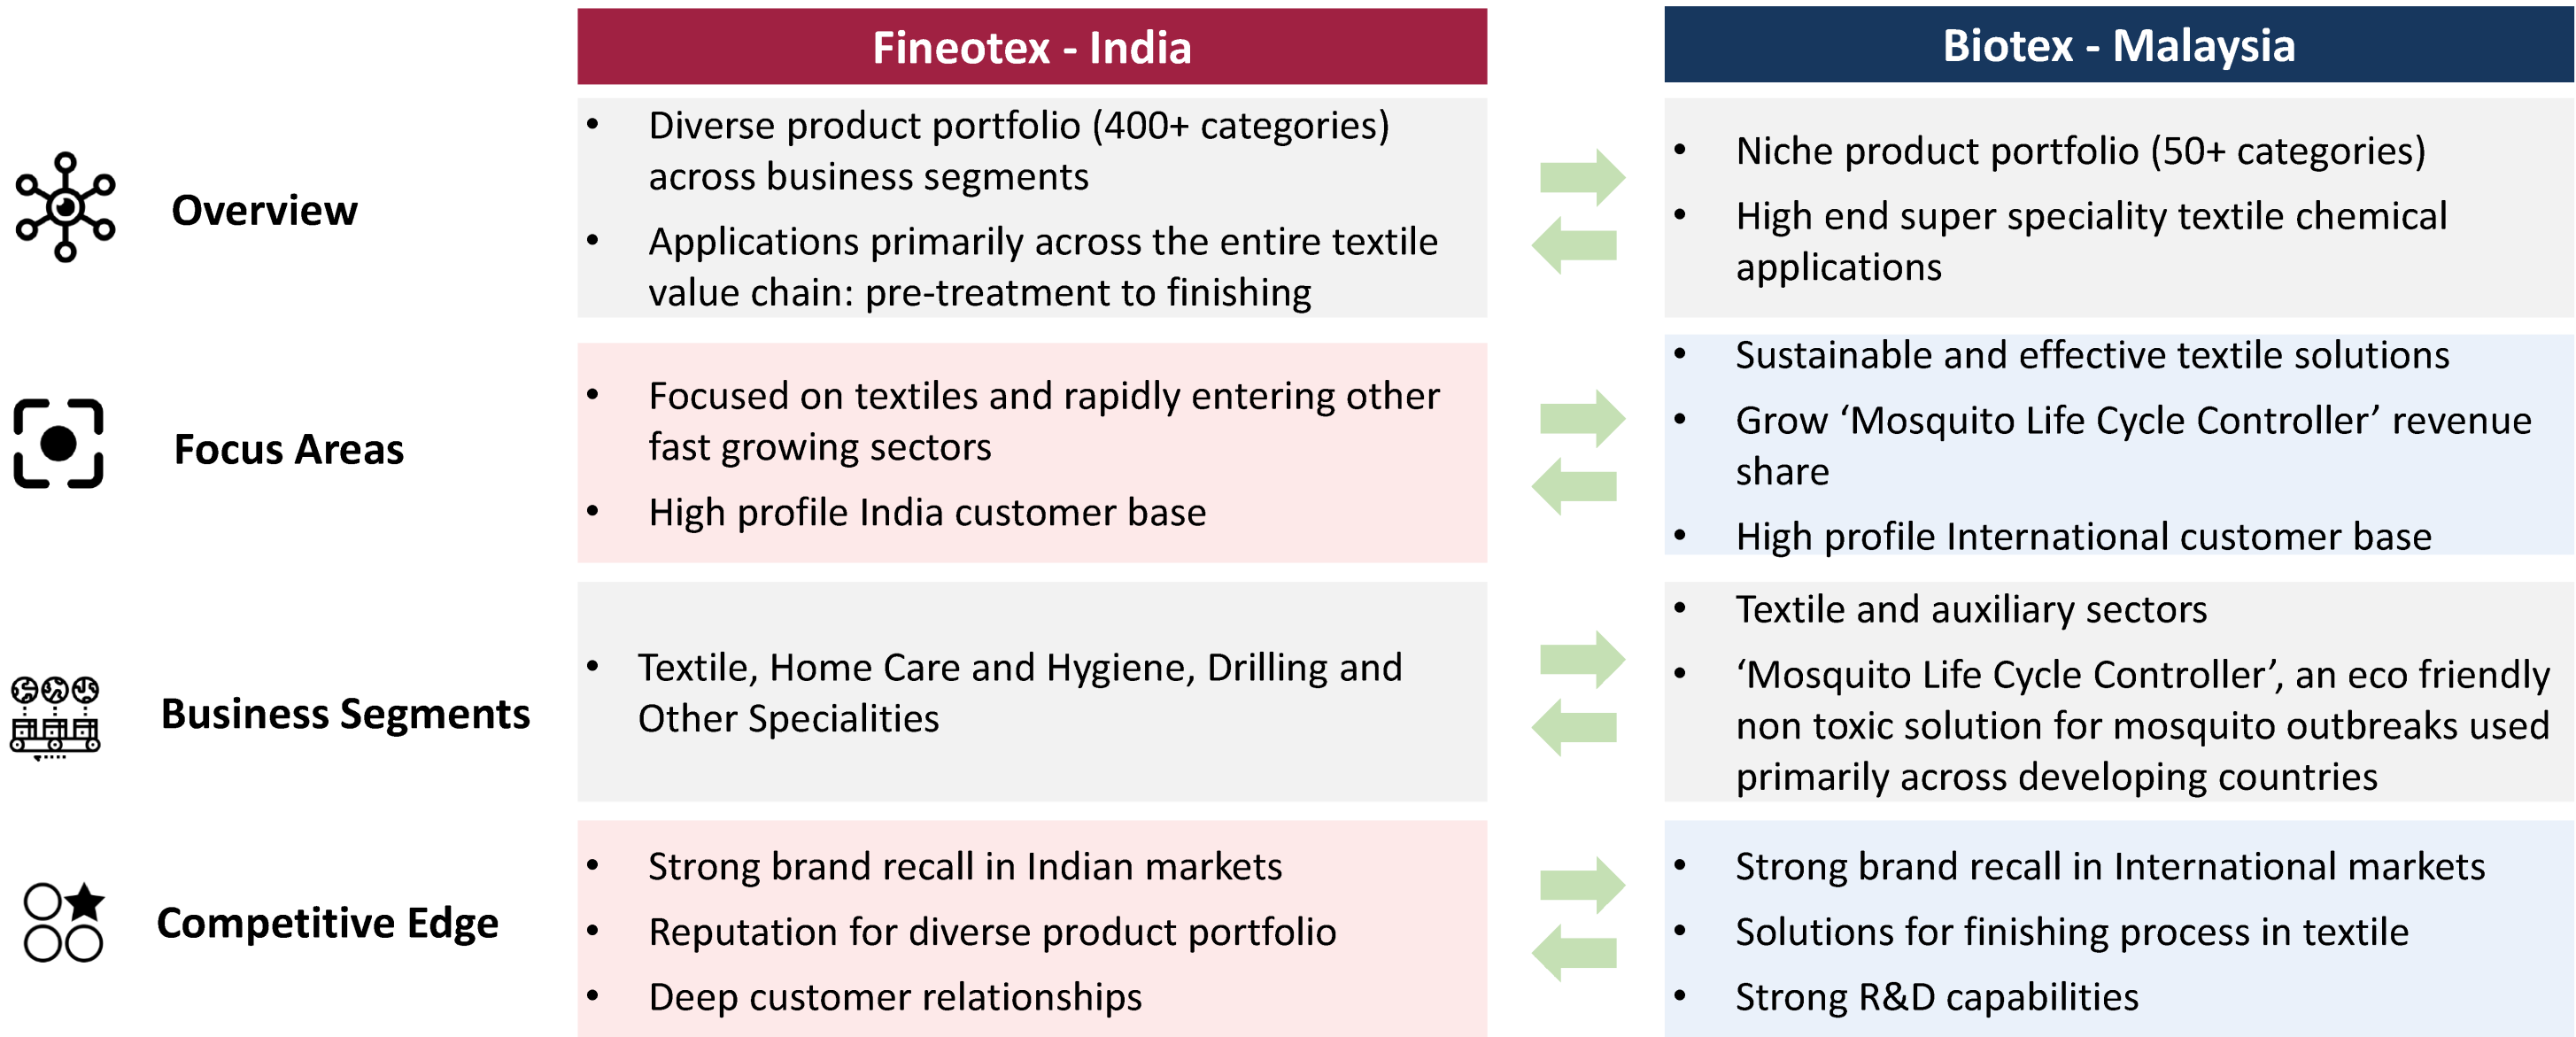 Fineotex - India
Biotex - Malaysia
Overview
• Diverse product portfolio (400+ categories)
across business segments
• Applications primarily across the entire textile
value chain: pre-treatment to finishing
• Niche product portfolio (50+ categories)
• High end super speciality textile chemical
applications
Focus Areas
• Focused on textiles and rapidly entering other
fast growing sectors
• High profile India customer base
• Sustainable and effective textile solutions
• Grow ‘Mosquito Life Cycle Controller’ revenue
share
• High profile International customer base
Business Segments
• Textile, Home Care and Hygiene, Drilling and
Other Specialities
• Textile and auxiliary sectors
• ‘Mosquito Life Cycle Controller’, an eco friendly
non toxic solution for mosquito outbreaks used
primarily across developing countries
Competitive Edge
• Strong brand recall in Indian markets
• Reputation for diverse product portfolio
• Deep customer relationships
• Strong brand recall in International markets
• Solutions for finishing process in textile
• Strong R&D capabilities